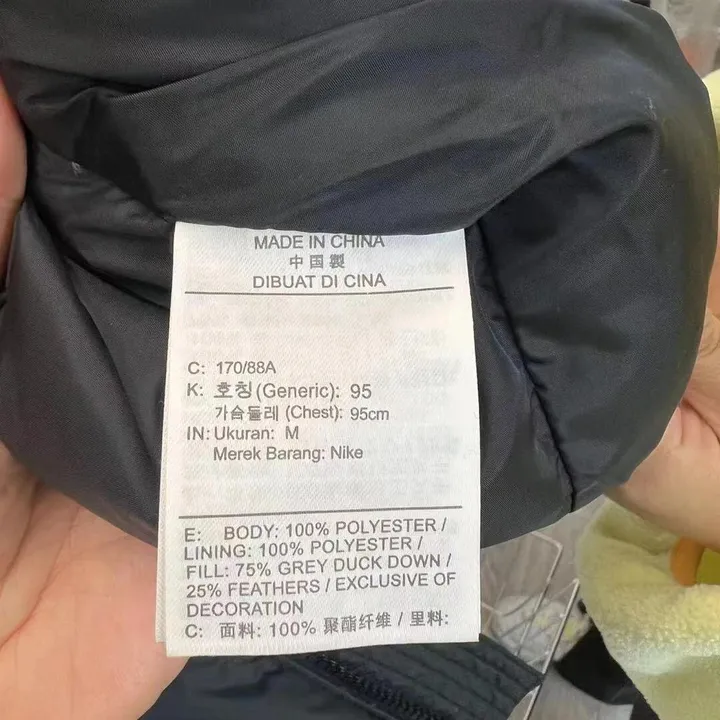 MADE IN CHINA
中国製
DIBUAT DI CINA
C: 170/88A
K: 호칭(Generic): 95
가슴둘레 (Chest): 95cm
IN: Ukuran: M
Merek Barang: Nike
E: BODY: 100% POLYESTER /
LINING: 100% POLYESTER /
FILL: 75% GREY DUCK DOWN /
25% FEATHERS / EXCLUSIVE OF
DECORATION
C: 面料: 100% 聚酯纤维 / 里料: